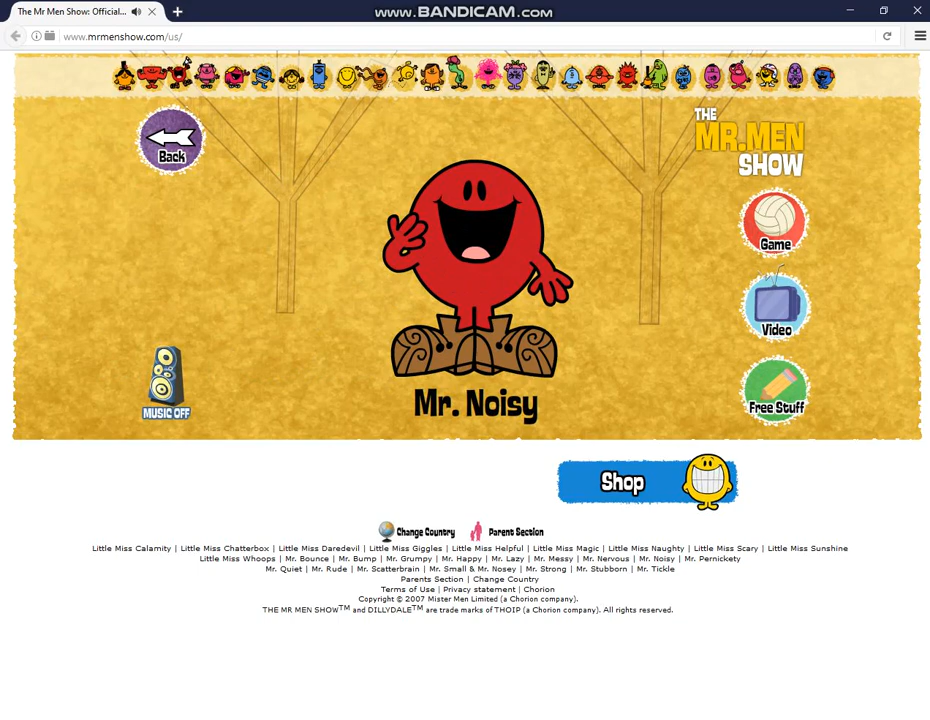 The Mr Men Show: Official...
www.BANDICAM.com
www.mrmenshow.com/us/
THE
MR.MEN
SHOW
Back
Game
Video
MUSIC OFF
Mr. Noisy
Free Stuff
Shop
Change Country Parent Section
Little Miss Calamity | Little Miss Chatterbox | Little Miss Daredevil | Little Miss Giggles | Little Miss Helpful | Little Miss Magic | Little Miss Naughty | Little Miss Scary | Little Miss Sunshine
Little Miss Whoops | Mr. Bounce | Mr. Bump | Mr. Grumpy | Mr. Happy | Mr. Lazy | Mr. Messy | Mr. Nervous | Mr. Noisy | Mr. Pernickety
Mr. Quiet | Mr. Rude | Mr. Scatterbrain | Mr. Small & Mr. Nosey | Mr. Strong | Mr. Stubborn | Mr. Tickle
Parents Section | Change Country
Terms of Use | Privacy statement | Chorion
Copyright © 2007 Mister Men Limited (a Chorion company).
THE MR MEN SHOW™ and DILLYDALE™ are trade marks of THOIP (a Chorion company). All rights reserved.